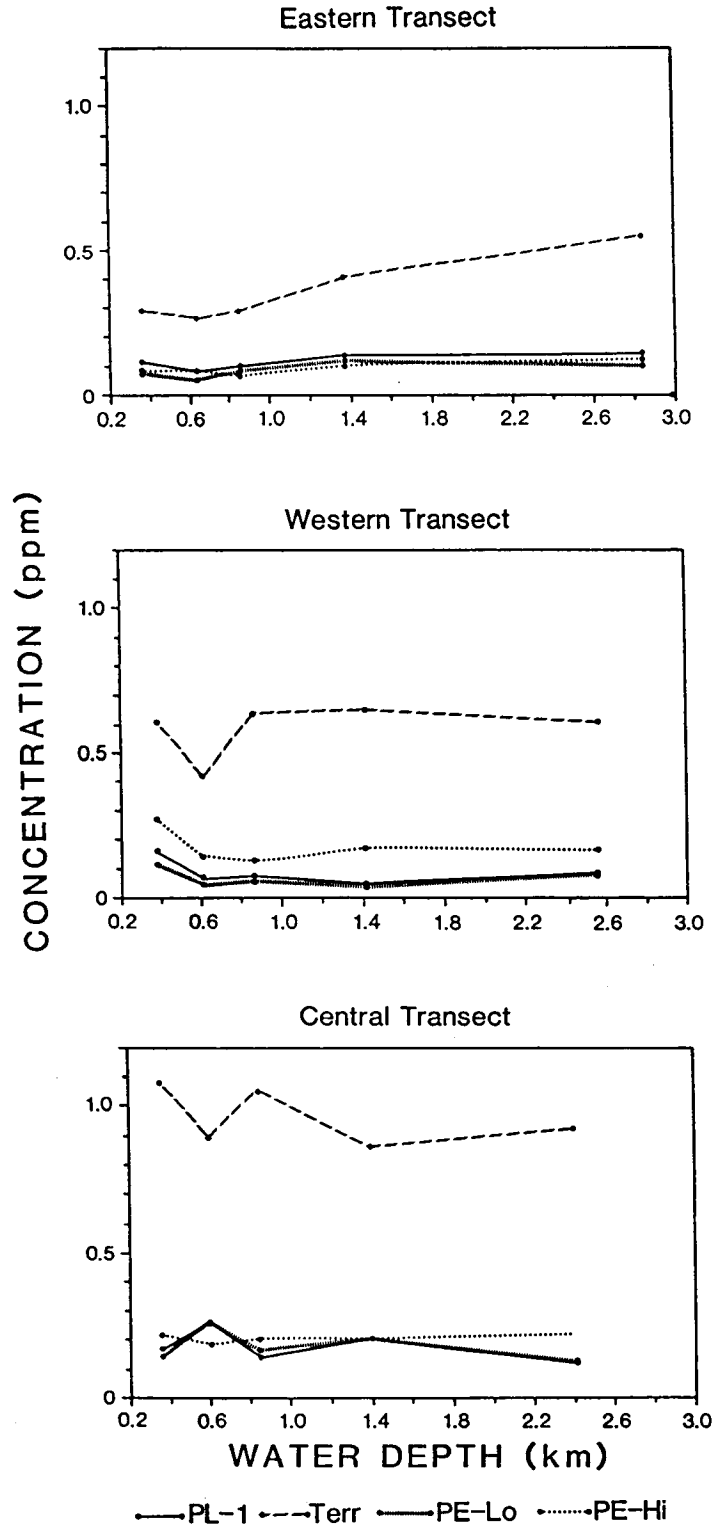 Eastern Transect
1.0
0.5
0
0.2 0.6 1.0 1.4 1.8 2.2 2.6 3.0
Western Transect
1.0
0.5
0
0.2 0.6 1.0 1.4 1.8 2.2 2.6 3.0
CONCENTRATION (ppm)
Central Transect
1.0
0.5
0
0.2 0.6 1.0 1.4 1.8 2.2 2.6 3.0
WATER DEPTH (km)
PL-1 Terr PE-Lo PE-Hi